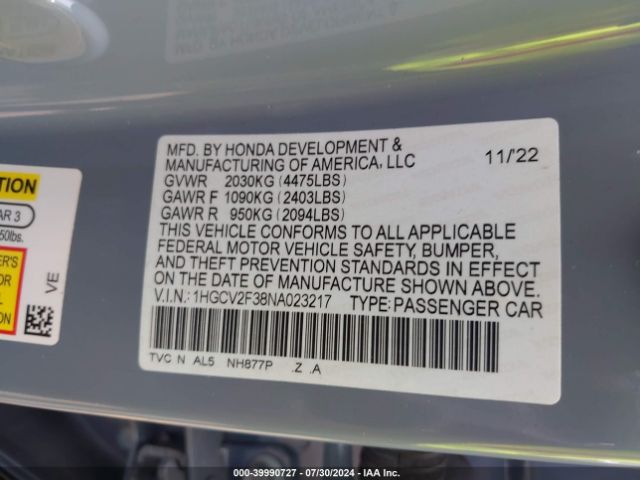 MFD. BY HONDA DEVELOPMENT &
MANUFACTURING OF AMERICA, LLC 11/'22
GVWR 2030KG (4475LBS)
GAWR F 1090KG (2403LBS)
GAWR R 950KG (2094LBS)
THIS VEHICLE CONFORMS TO ALL APPLICABLE
FEDERAL MOTOR VEHICLE SAFETY, BUMPER,
AND THEFT PREVENTION STANDARDS IN EFFECT
ON THE DATE OF MANUFACTURE SHOWN ABOVE.
V.I.N.: 1HGCV2F38NA023217 TYPE: PASSENGER CAR
TVC N AL5 NH877P .Z .A
AR 3
50lbs.
VE
000-39990727 - 07/30/2024 - IAA Inc.